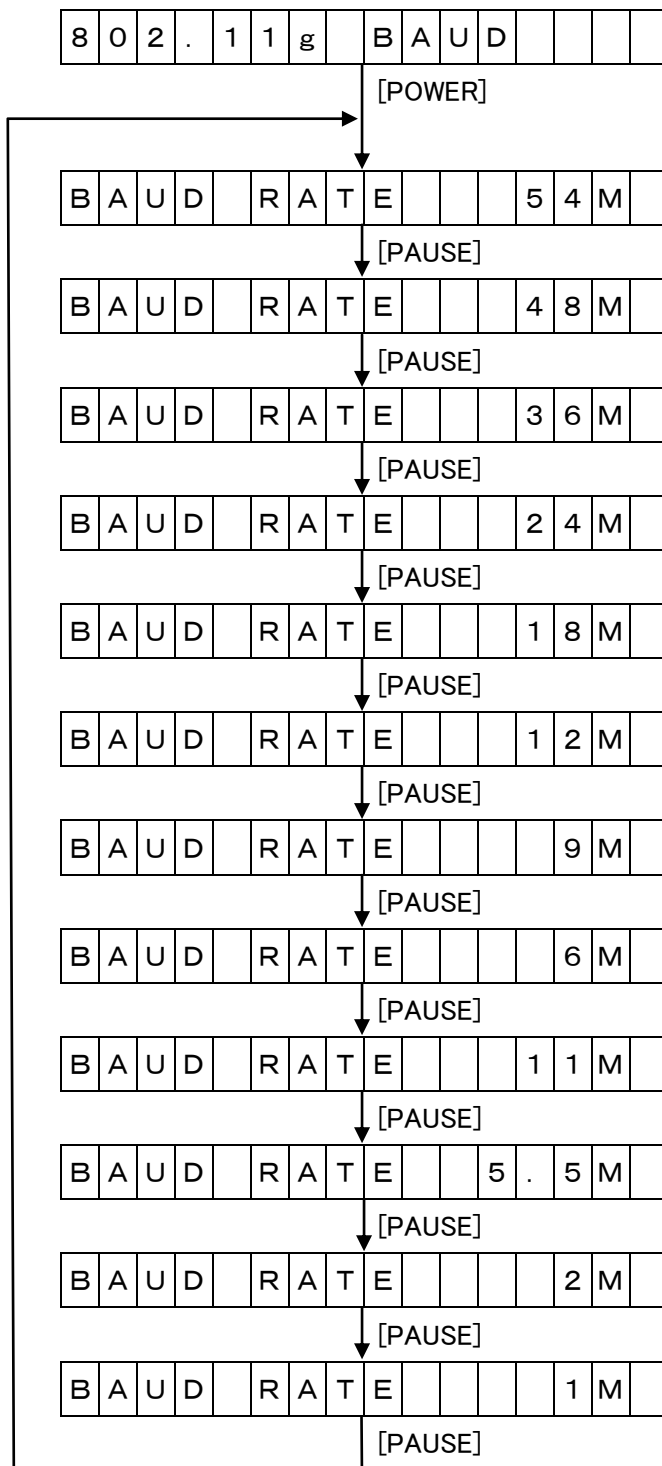 802.11g BAUD
[POWER]
BAUD RATE 54M
[PAUSE]
BAUD RATE 48M
[PAUSE]
BAUD RATE 36M
[PAUSE]
BAUD RATE 24M
[PAUSE]
BAUD RATE 18M
[PAUSE]
BAUD RATE 12M
[PAUSE]
BAUD RATE 9M
[PAUSE]
BAUD RATE 6M
[PAUSE]
BAUD RATE 11M
[PAUSE]
BAUD RATE 5.5M
[PAUSE]
BAUD RATE 2M
[PAUSE]
BAUD RATE 1M
[PAUSE]